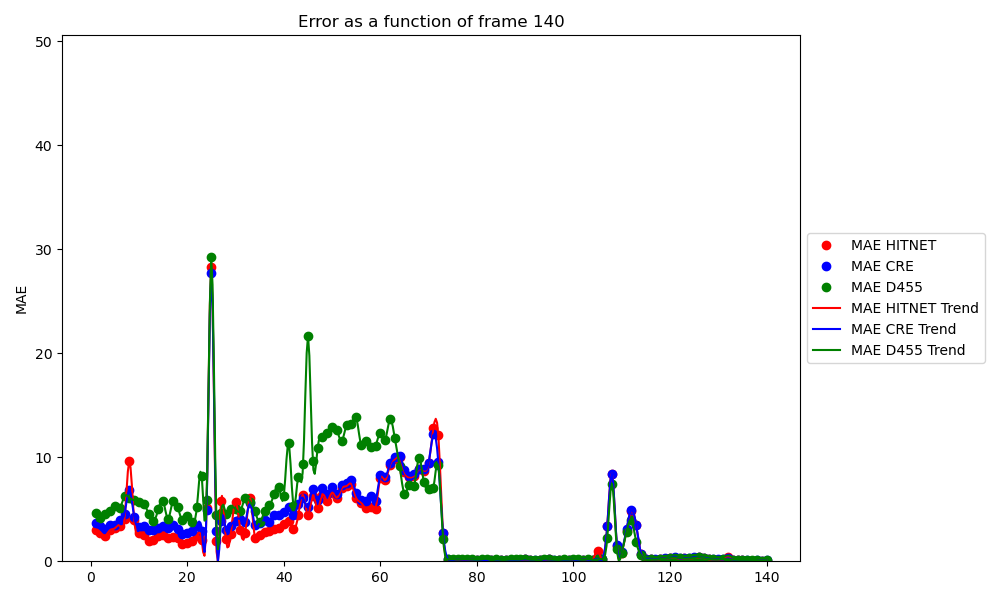 Error as a function of frame 140
50
40
30
20
10
0
MAE
0 20 40 60 80 100 120 140
MAE HITNET
MAE CRE
MAE D455
MAE HITNET Trend
MAE CRE Trend
MAE D455 Trend